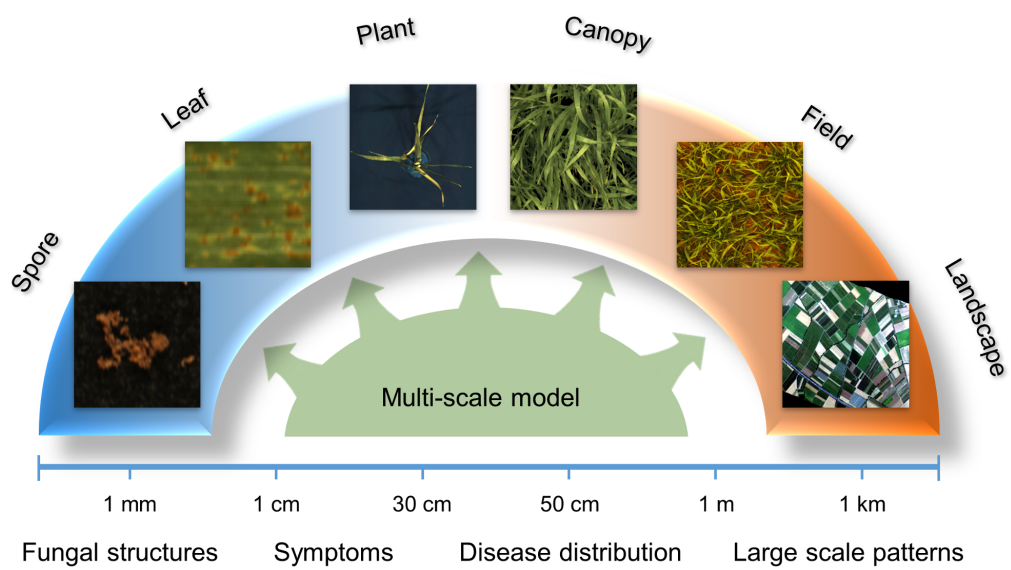 Spore
Leaf
Plant
Canopy
Field
Landscape
Multi-scale model
1 mm
1 cm
30 cm
50 cm
1 m
1 km
Fungal structures
Symptoms
Disease distribution
Large scale patterns